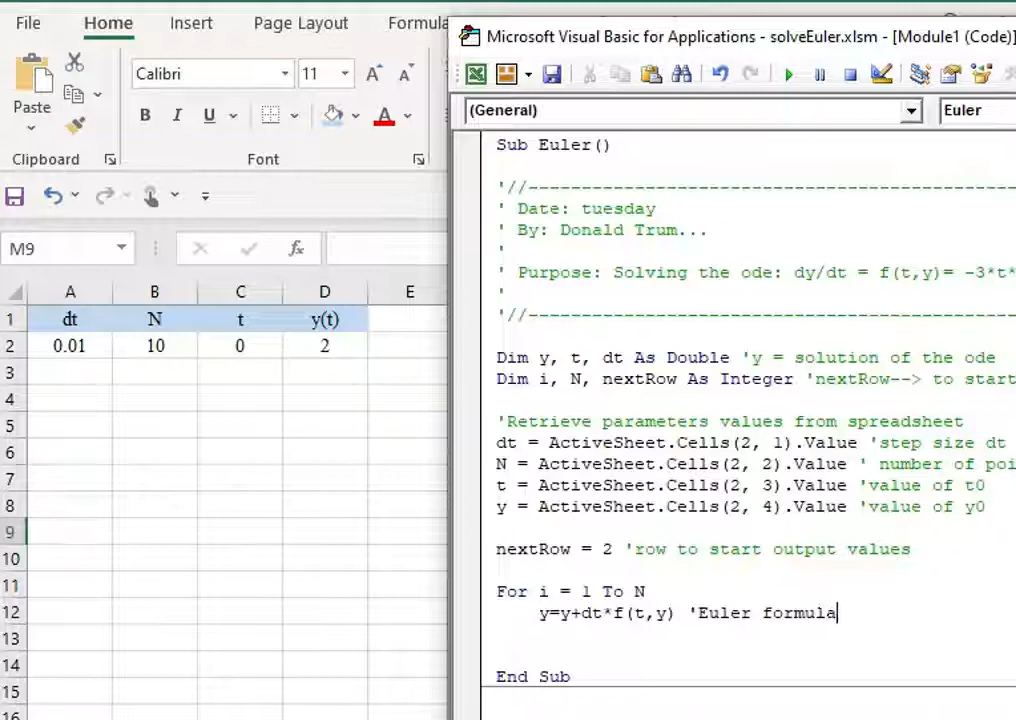 File Home Insert Page Layout Formula
Microsoft Visual Basic for Applications - solveEuler.xlsm - [Module1 (Code)]
Calibri 11 A A
Paste
B I U A
Clipboard Font
(General) Euler
M9 fx
A B C D E
1 dt N t y(t)
2 0.01 10 0 2
3
4
5
6
7
8
9
10
11
12
13
14
15
16
Sub Euler()
'//-----------------------------------------------
' Date: tuesday
' By: Donald Trum...
'
' Purpose: Solving the ode: dy/dt = f(t,y)= -3*t*
'
'//-----------------------------------------------
Dim y, t, dt As Double 'y = solution of the ode
Dim i, N, nextRow As Integer 'nextRow--> to start
'Retrieve parameters values from spreadsheet
dt = ActiveSheet.Cells(2, 1).Value 'step size dt
N = ActiveSheet.Cells(2, 2).Value ' number of poi
t = ActiveSheet.Cells(2, 3).Value 'value of t0
y = ActiveSheet.Cells(2, 4).Value 'value of y0
nextRow = 2 'row to start output values
For i = 1 To N
y=y+dt*f(t,y) 'Euler formula
End Sub